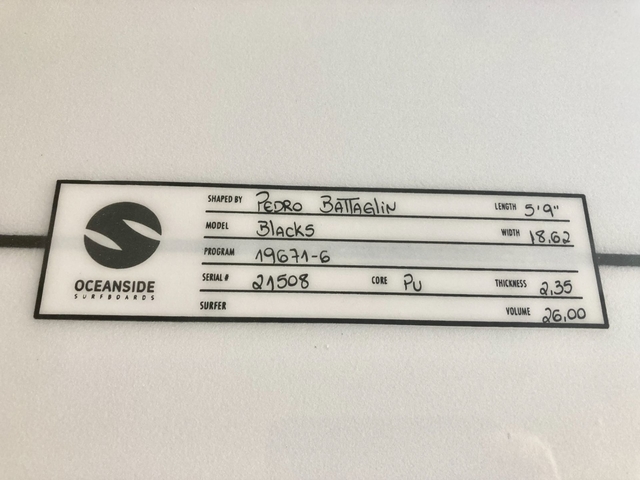 SHAPED BY PEDRO BATTAGLIN LENGTH 5'9"
MODEL Blacks WIDTH 18,62
PROGRAM 19671-6
SERIAL # 21508 CORE PU THICKNESS 2,35
SURFER VOLUME 26,00
OCEANSIDE
SURFBOARDS